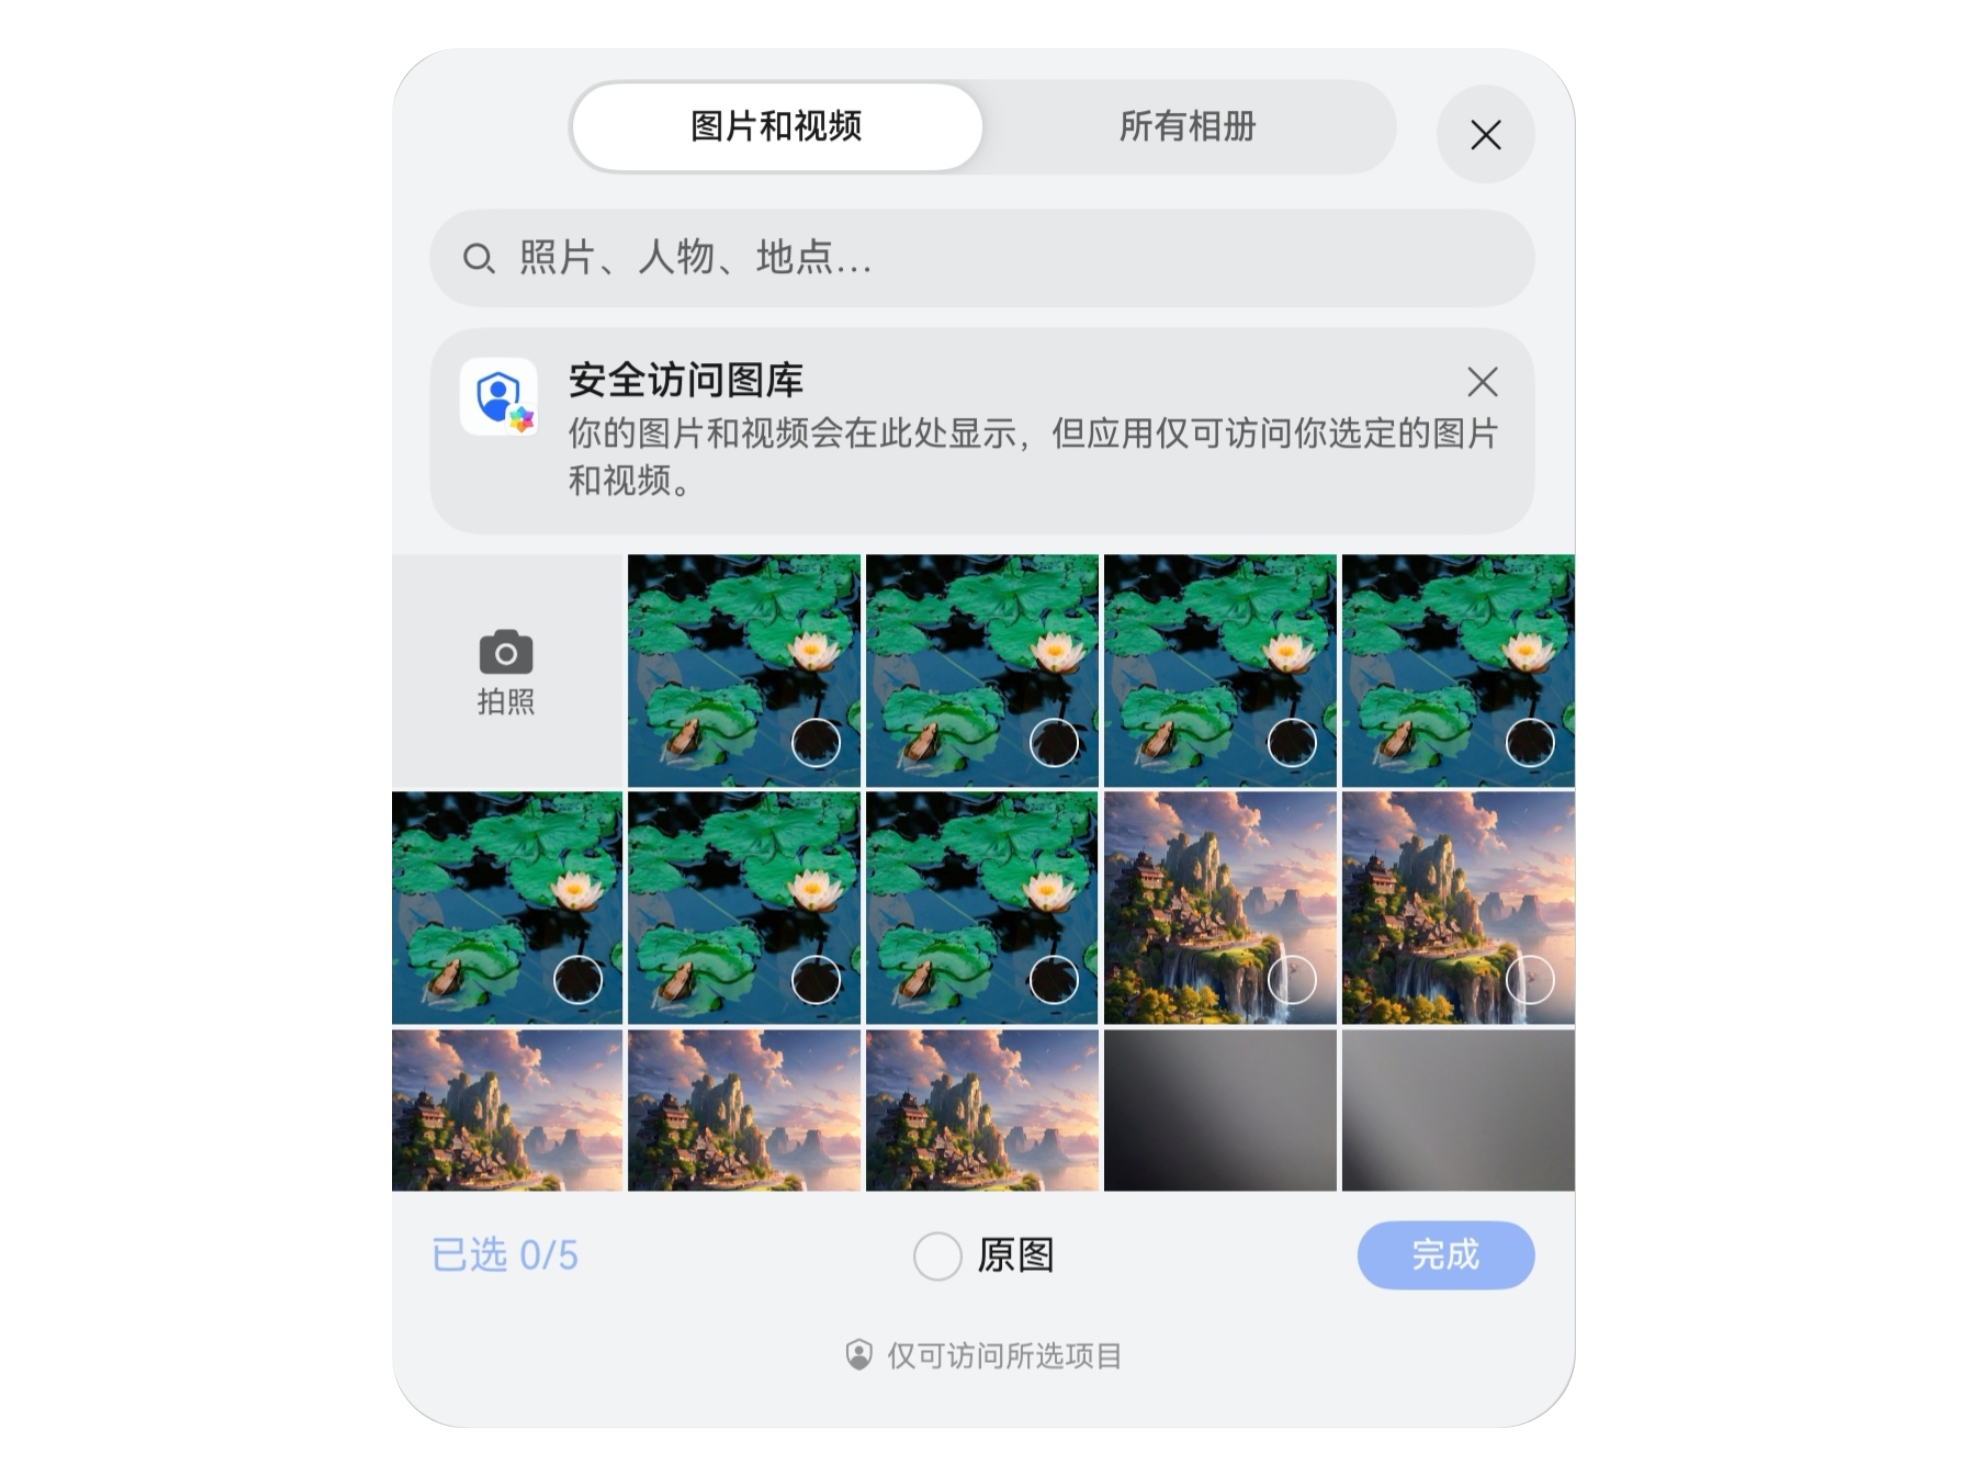 图片和视频
所有相册
照片、人物、地点...
安全访问图库
你的图片和视频会在此处显示，但应用仅可访问你选定的图片
和视频。
拍照
已选 0/5
原图
完成
仅可访问所选项目